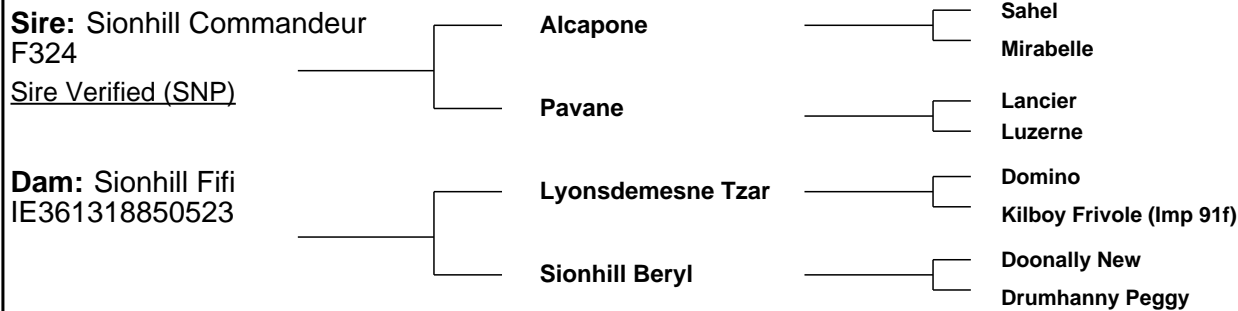 Sire: Sionhill Commandeur
F324
Sire Verified (SNP)
Alcapone
Sahel
Mirabelle
Pavane
Lancier
Luzerne
Dam: Sionhill Fifi
IE361318850523
Lyonsdemesne Tzar
Domino
Kilboy Frivole (Imp 91f)
Sionhill Beryl
Doonally New
Drumhanny Peggy